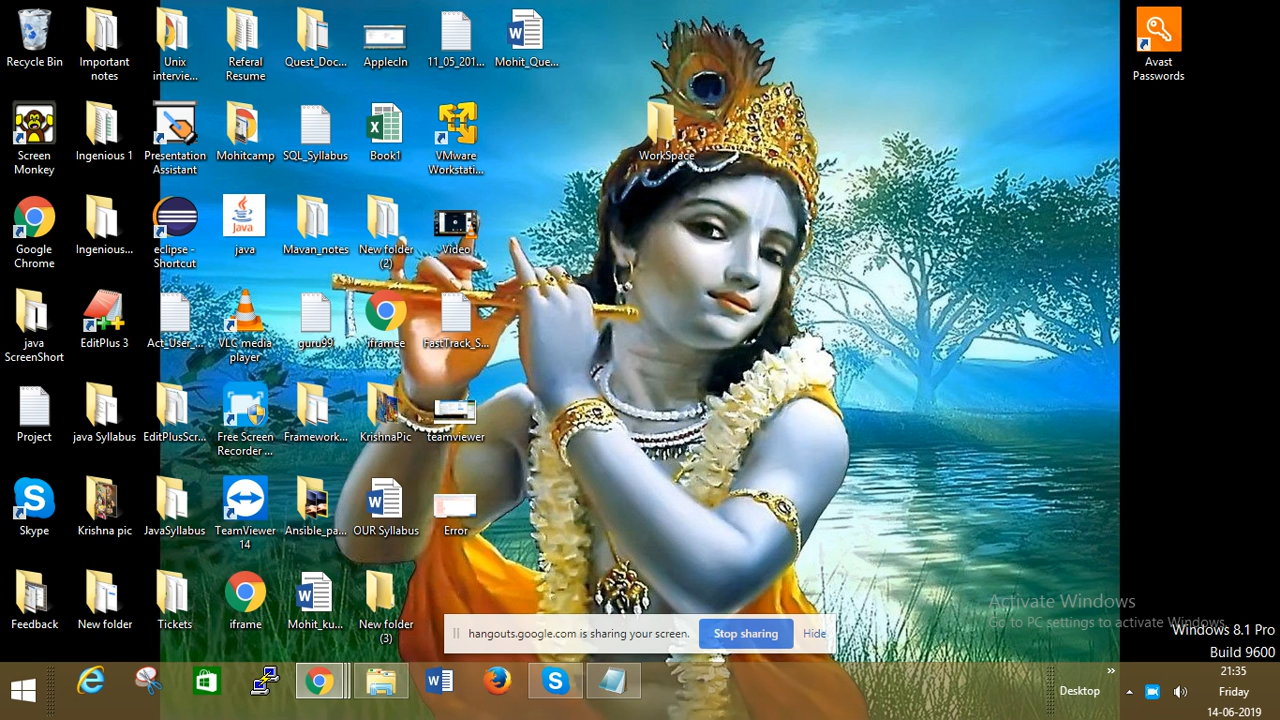 Recycle Bin
Important
notes
Unix
intervie...
Referal
Resume
Quest_Doc...
ApplecIn
11_05_201...
Mohit_Que...
Avast
Passwords
Screen
Monkey
Ingenious 1
Presentation
Assistant
Mohitcamp
SQL_Syllabus
Book1
VMware
Workstati...
WorkSpace
Google
Chrome
Ingenious...
eclipse -
Shortcut
Java
java
Mavan_notes
New folder
(2)
Video
java
ScreenShort
EditPlus 3
Act_User_...
VLC media
player
guru99
iframee
FastTrack_S...
Project
java Syllabus
EditPlusScr...
Free Screen
Recorder ...
Framework...
KrishnaPic
teamviewer
Skype
Krishna pic
JavaSyllabus
TeamViewer
14
Ansible_pa...
OUR Syllabus
Error
Feedback
New folder
Tickets
iframe
Mohit_ku...
New folder
(3)
hangouts.google.com is sharing your screen.
Stop sharing
Hide
Activate Windows
Go to PC settings to activate Windows.
Windows 8.1 Pro
Build 9600
Desktop
21:35
Friday
14-06-2019